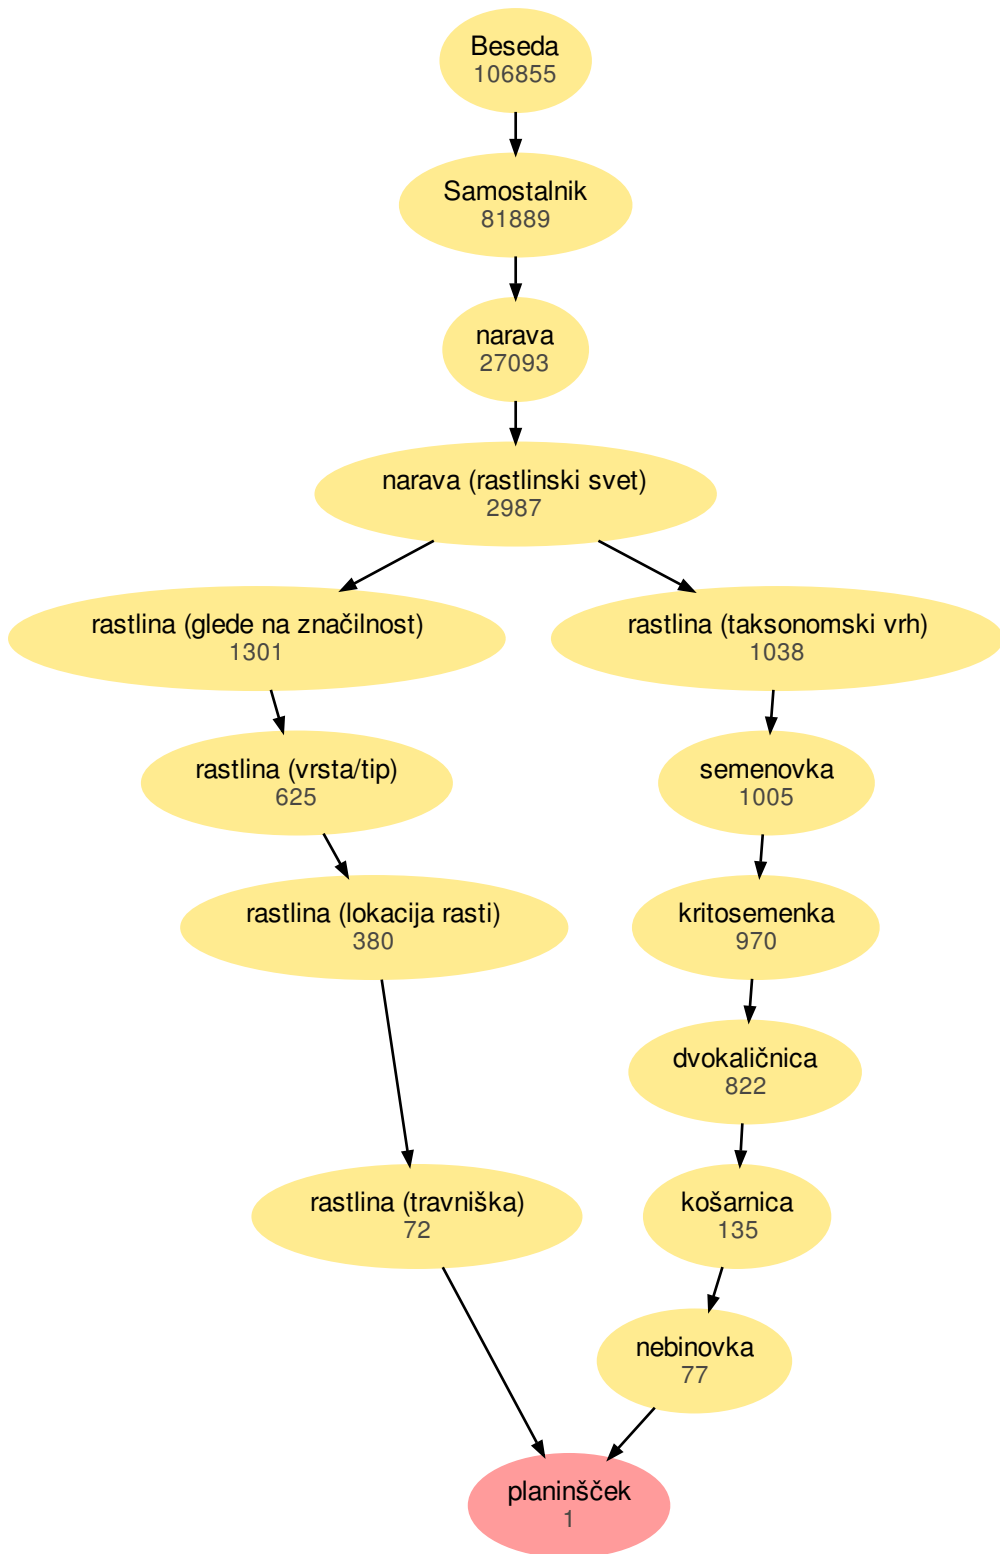 Beseda
106855
Samostalnik
81889
narava
27093
narava (rastlinski svet)
2987
rastlina (glede na značilnost)
1301
rastlina (taksonomski vrh)
1038
rastlina (vrsta/tip)
625
semenovka
1005
rastlina (lokacija rasti)
380
kritosemenka
970
dvokaličnica
822
rastlina (travniška)
72
košarnica
135
nebinovka
77
planinšček
1